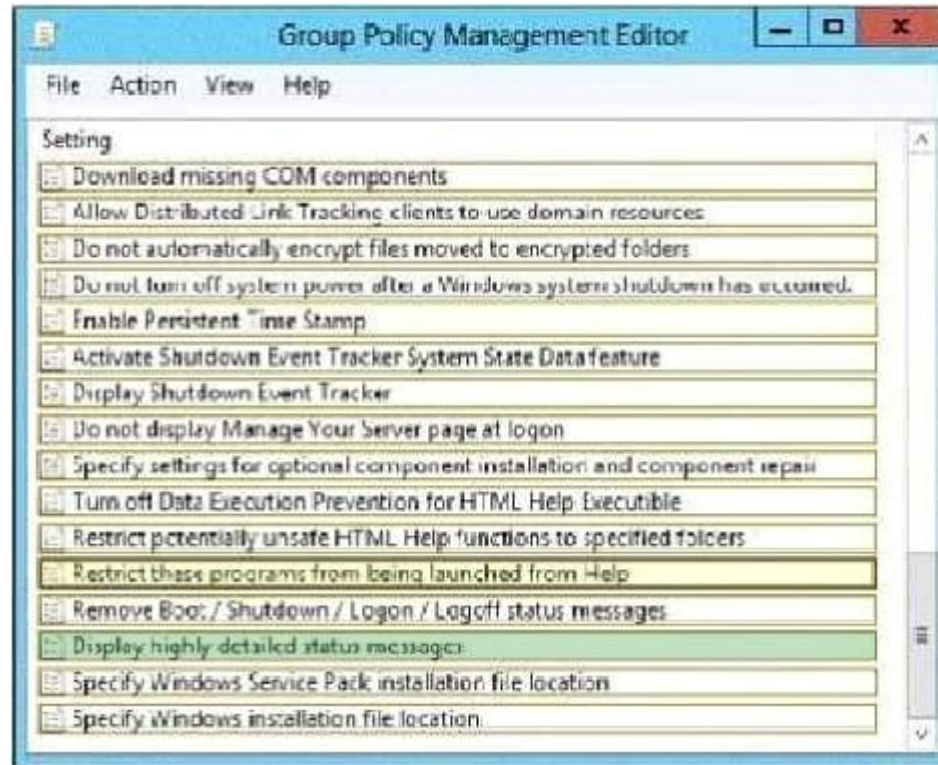 Group Policy Management Editor
File Action View Help
Setting
Download missing COM components
Allow Distributed Link Tracking clients to use domain resources
Do not automatically encrypt files moved to encrypted folders
Do not turn off system power after a Windows system shutdown has occurred.
Enable Persistent Time Stamp
Activate Shutdown Event Tracker System State Data feature
Display Shutdown Event Tracker
Do not display Manage Your Server page at logon
Specify settings for optional component installation and component repair
Turn off Data Execution Prevention for HTML Help Executible
Restrict potentially unsafe HTML Help functions to specified folders
Restrict these programs from being launched from Help
Remove Boot / Shutdown / Logon / Logoff status messages
Display highly detailed status messages
Specify Windows Service Pack installation file location
Specify Windows installation file location